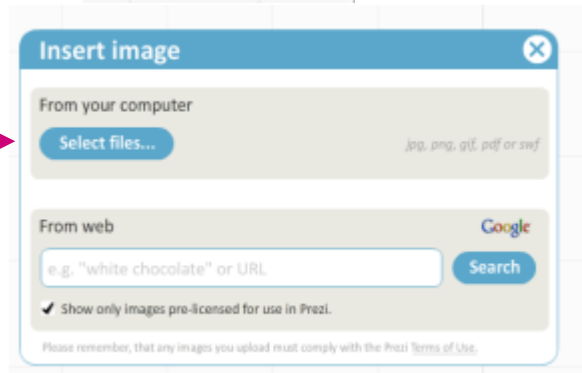 Insert image
From your computer
Select files...
jpg, png, gif, pdf or swf
From web
Google
e.g. "white chocolate" or URL
Search
Show only images pre-licensed for use in Prezi.
Please remember, that any images you upload must comply with the Prezi Terms of Use.